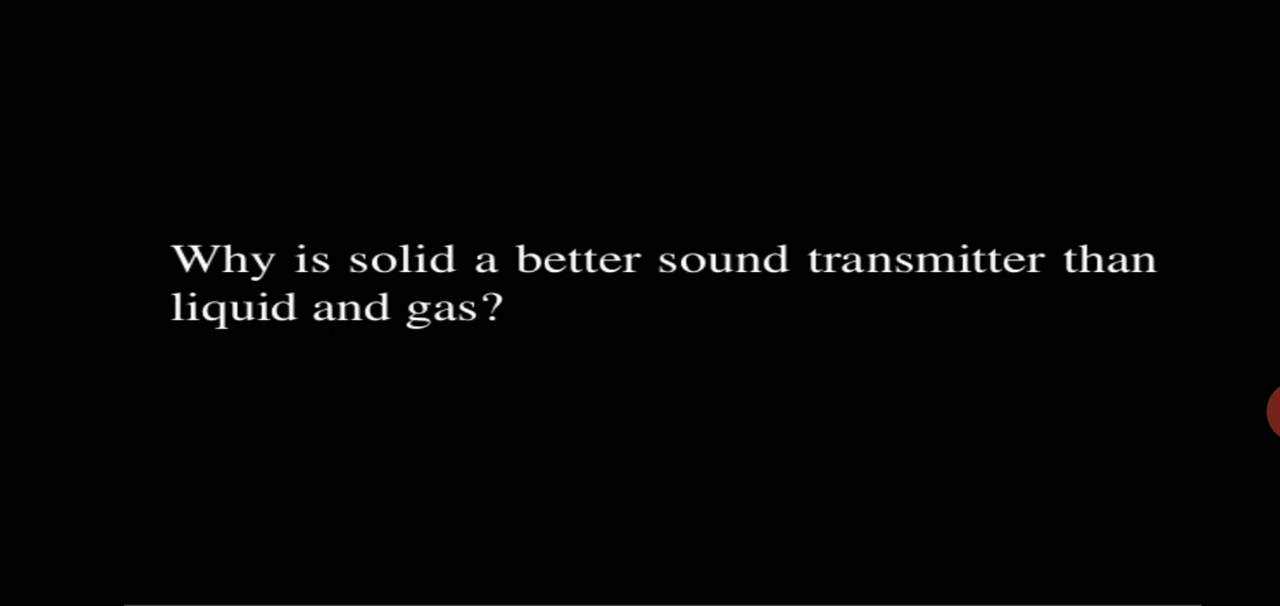 Why is solid a better sound transmitter than
liquid and gas?